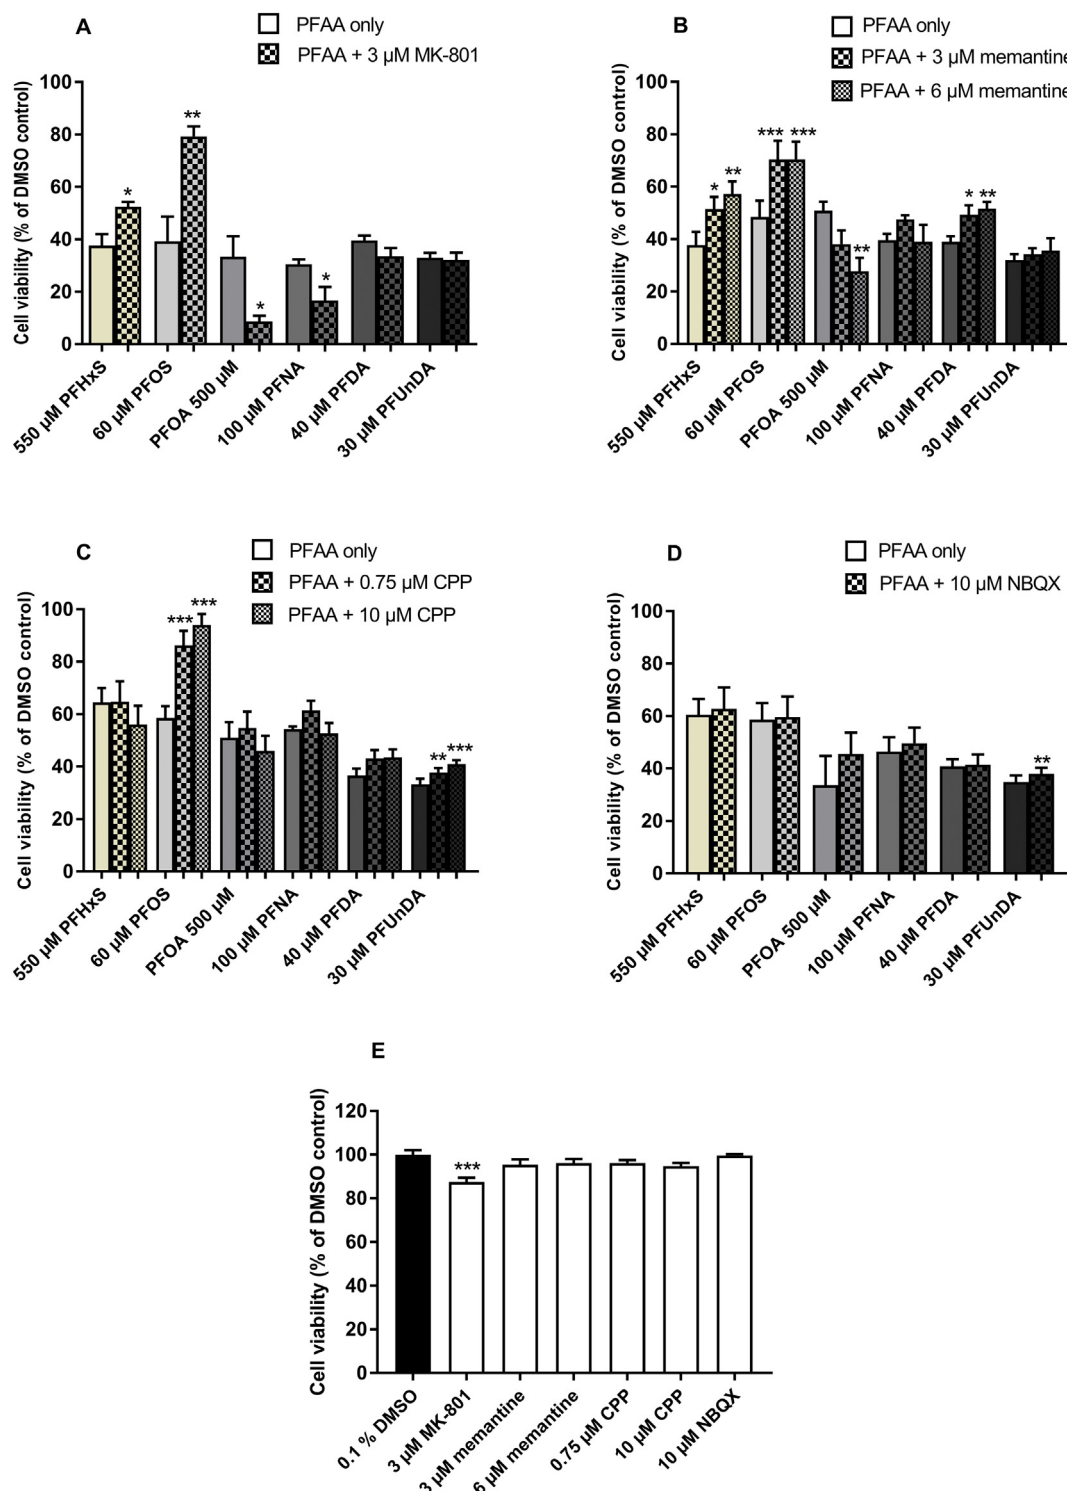 A
PFAA only
PFAA + 3 µM MK-801
Cell viability (% of DMSO control)
100
80
60
40
20
0
**
*
*
*
550 µM PFHxS
60 µM PFOS
PFOA 500 µM
100 µM PFNA
40 µM PFDA
30 µM PFUnDA
B
PFAA only
PFAA + 3 µM memantine
PFAA + 6 µM memantine
Cell viability (% of DMSO control)
100
80
60
40
20
0
*
**
***
***
**
*
**
550 µM PFHxS
60 µM PFOS
PFOA 500 µM
100 µM PFNA
40 µM PFDA
30 µM PFUnDA
C
PFAA only
PFAA + 0.75 µM CPP
PFAA + 10 µM CPP
Cell viability (% of DMSO control)
100
80
60
40
20
0
***
***
**
***
550 µM PFHxS
60 µM PFOS
PFOA 500 µM
100 µM PFNA
40 µM PFDA
30 µM PFUnDA
D
PFAA only
PFAA + 10 µM NBQX
Cell viability (% of DMSO control)
100
80
60
40
20
0
**
550 µM PFHxS
60 µM PFOS
PFOA 500 µM
100 µM PFNA
40 µM PFDA
30 µM PFUnDA
E
Cell viability (% of DMSO control)
120
100
80
60
40
20
0
***
0.1 % DMSO
3 µM MK-801
3 µM memantine
6 µM memantine
0.75 µM CPP
10 µM CPP
10 µM NBQX